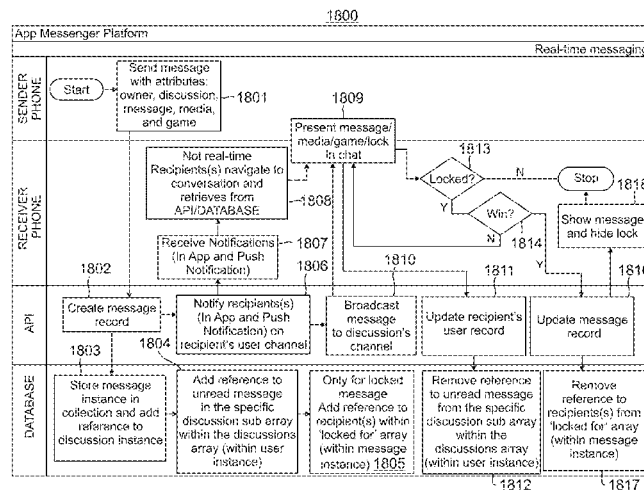 1800
App Messenger Platform
Real-time messaging
SENDER
PHONE
Start
Send message
with attributes:
owner, discussion,
message, media,
and game
1801
1809
Present message/
media/game/lock
in chat
RECEIVER
PHONE
Not real-time
Recipients(s) navigate to
conversation and
retrieves from
API/DATABASE
1808
Receive Notifications
(In App and Push
Notification)
1807
Locked?
1813
N
Stop
Y
Win?
1814
N
Y
1818
Show message
and hide lock
API
1802
Create message
record
1806
Notify recipients(s)
(In App and Push
Notification) on
recipient's user channel
1810
Broadcast
message
to discussion's
channel
1811
Update recipient's
user record
1816
Update message
record
DATABASE
1803
Store message
instance in
collection and add
reference to
discussion instance
1804
Add reference to
unread message
in the specific
discussion sub array
within the discussions
array (within user
instance)
Only for locked
message
Add reference to
recipient(s) within
'locked for' array
(within message
instance) 1805
Remove reference
to unread message
from the specific
discussion sub array
within the
discussions array
(within user instance)
1812
Remove
reference to
recipients(s) from
'locked for' array
(within message
instance)
1817